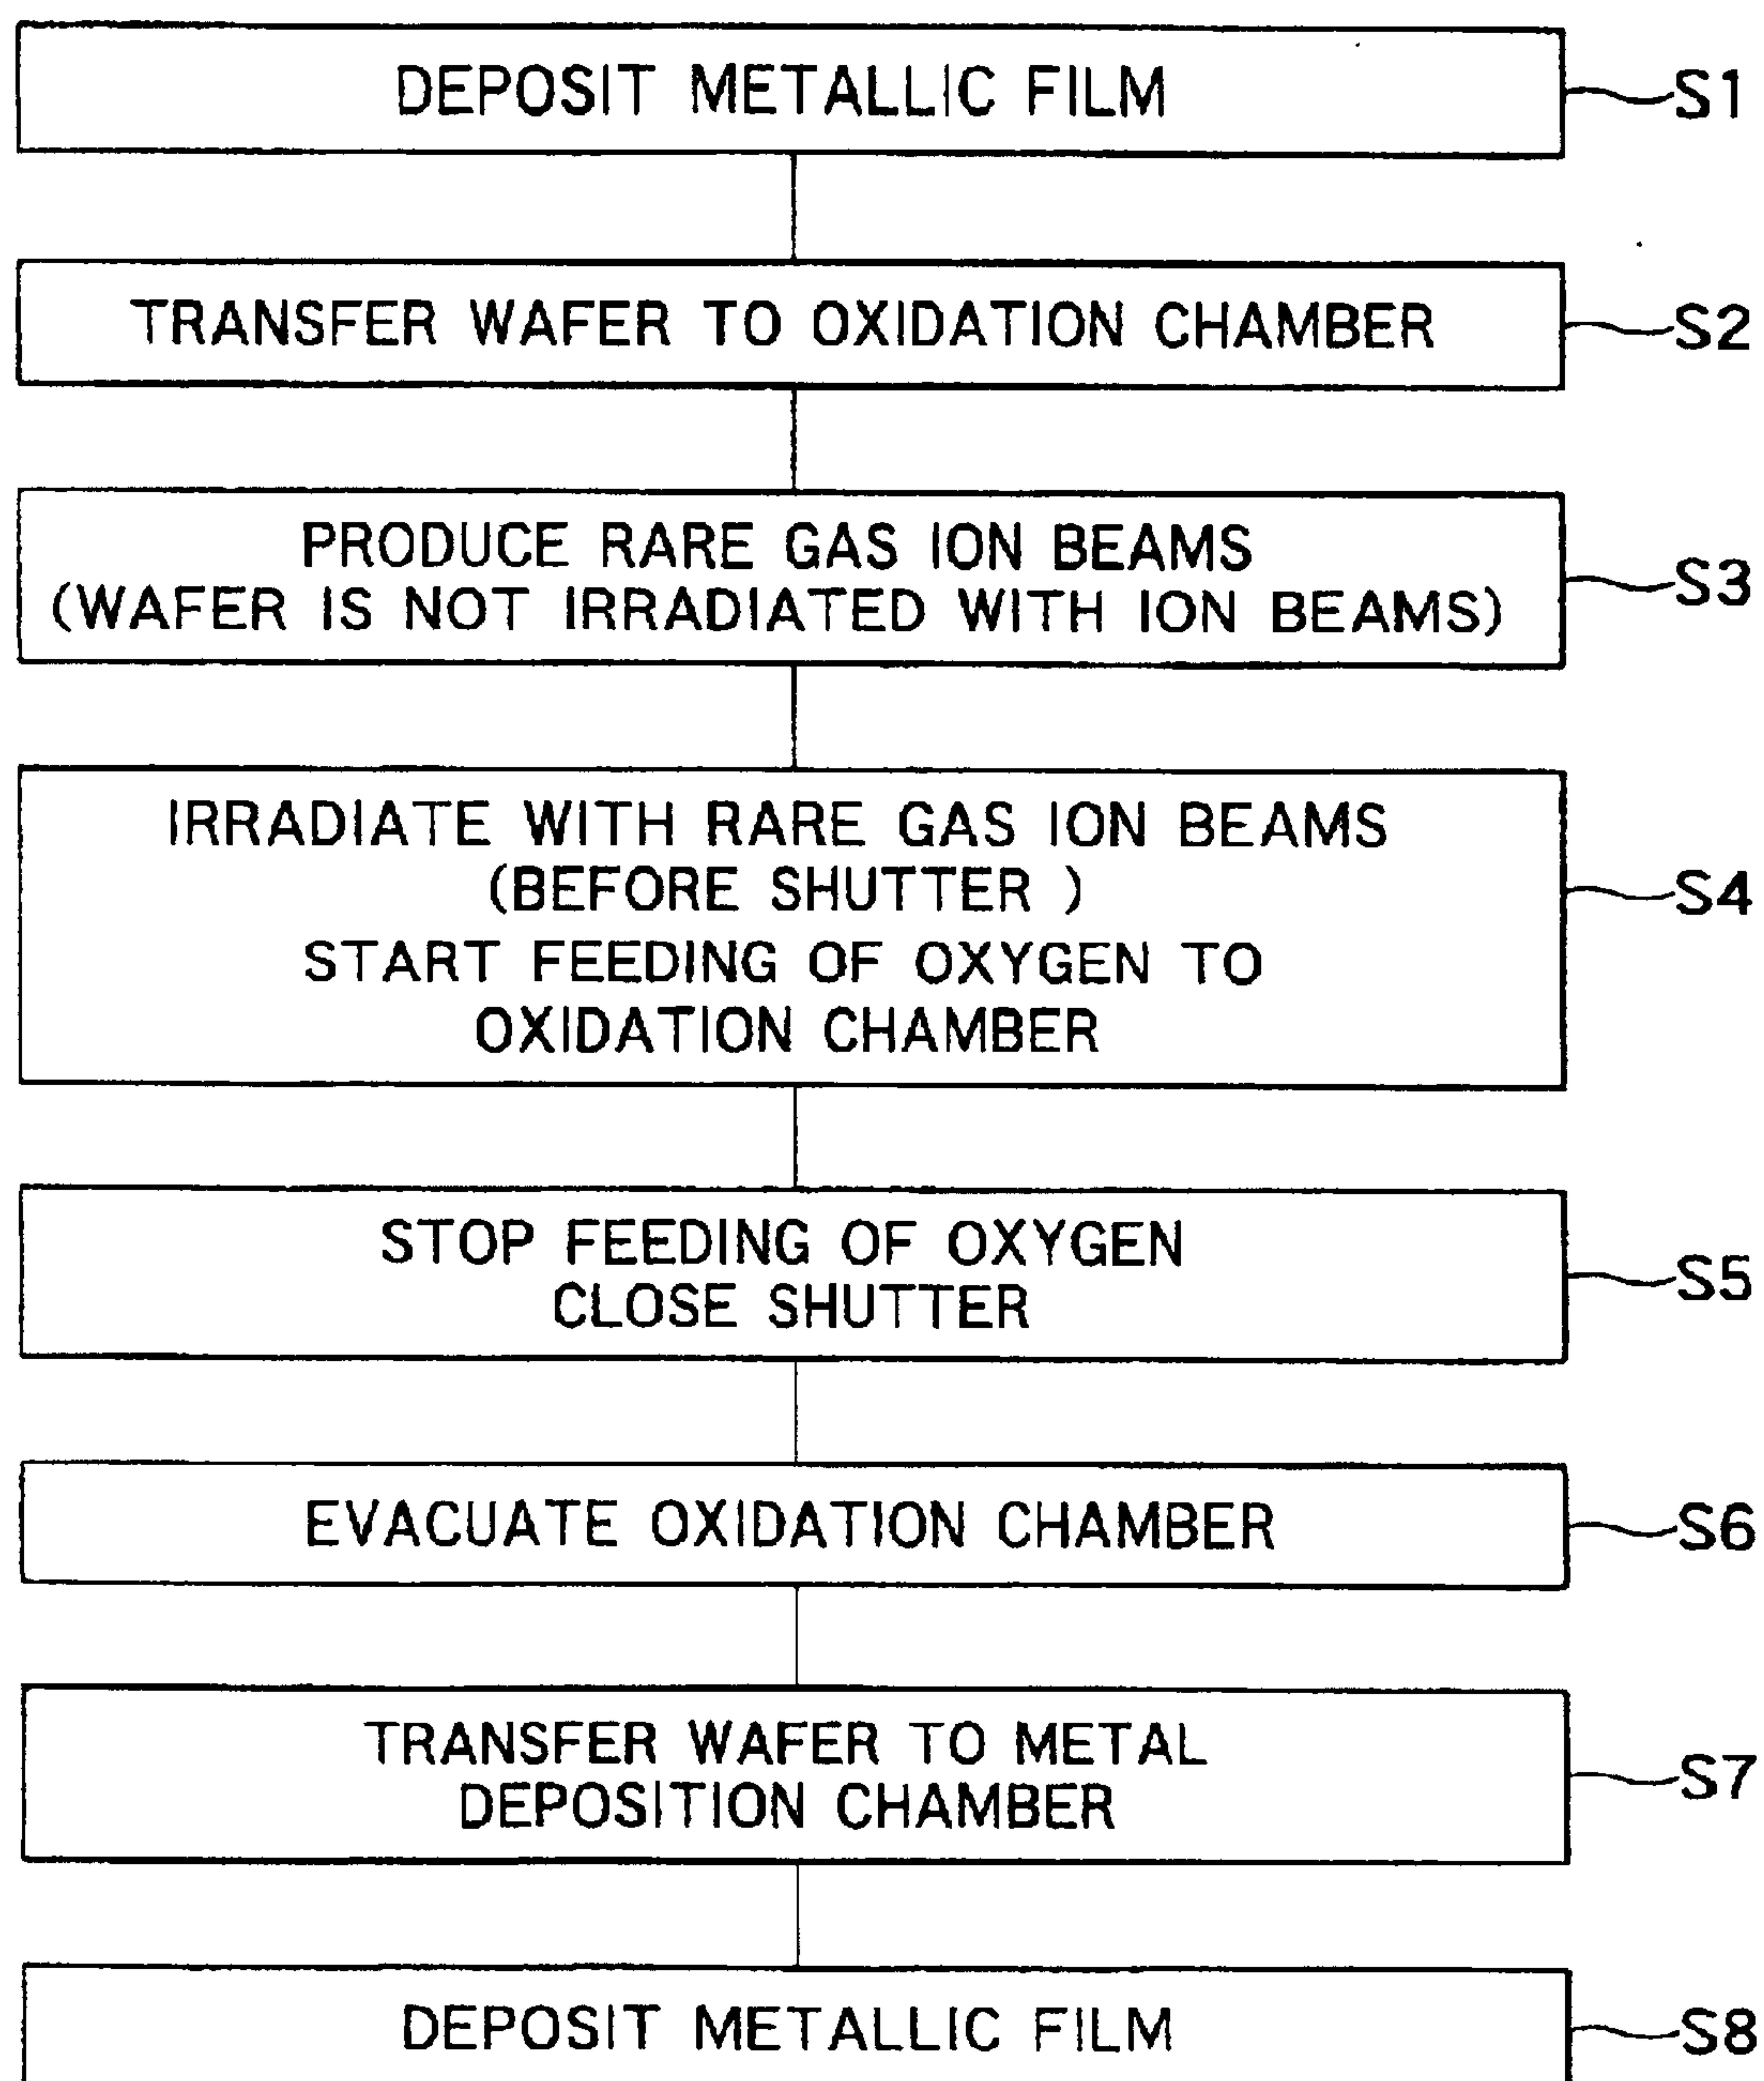 DEPOSIT METALLIC FILM
S1
TRANSFER WAFER TO OXIDATION CHAMBER
S2
PRODUCE RARE GAS ION BEAMS
(WAFER IS NOT IRRADIATED WITH ION BEAMS)
S3
IRRADIATE WITH RARE GAS ION BEAMS
(BEFORE SHUTTER )
START FEEDING OF OXYGEN TO
OXIDATION CHAMBER
S4
STOP FEEDING OF OXYGEN
CLOSE SHUTTER
S5
EVACUATE OXIDATION CHAMBER
S6
TRANSFER WAFER TO METAL
DEPOSITION CHAMBER
S7
DEPOSIT METALLIC FILM
S8